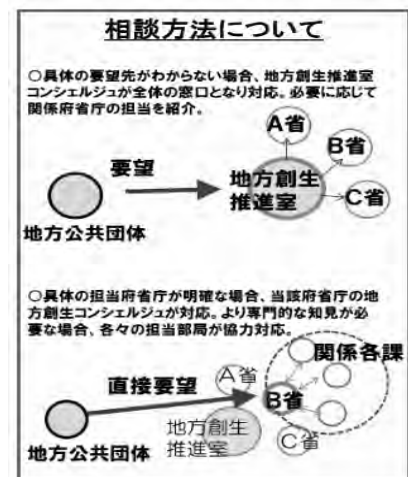 相談方法について
○具体の要望先がわからない場合、地方創生推進室
コンシェルジュが全体の窓口となり対応。必要に応じて
関係府省庁の担当を紹介。
A省
B省
要望
地方創生
推進室
C省
地方公共団体
○具体の担当府省庁が明確な場合、当該府省庁の地
方創生コンシェルジュが対応。より専門的な知見が必
要な場合、各々の担当部局が協力対応。
関係各課
A省
直接要望
B省
地方創生
推進室
C省
地方公共団体